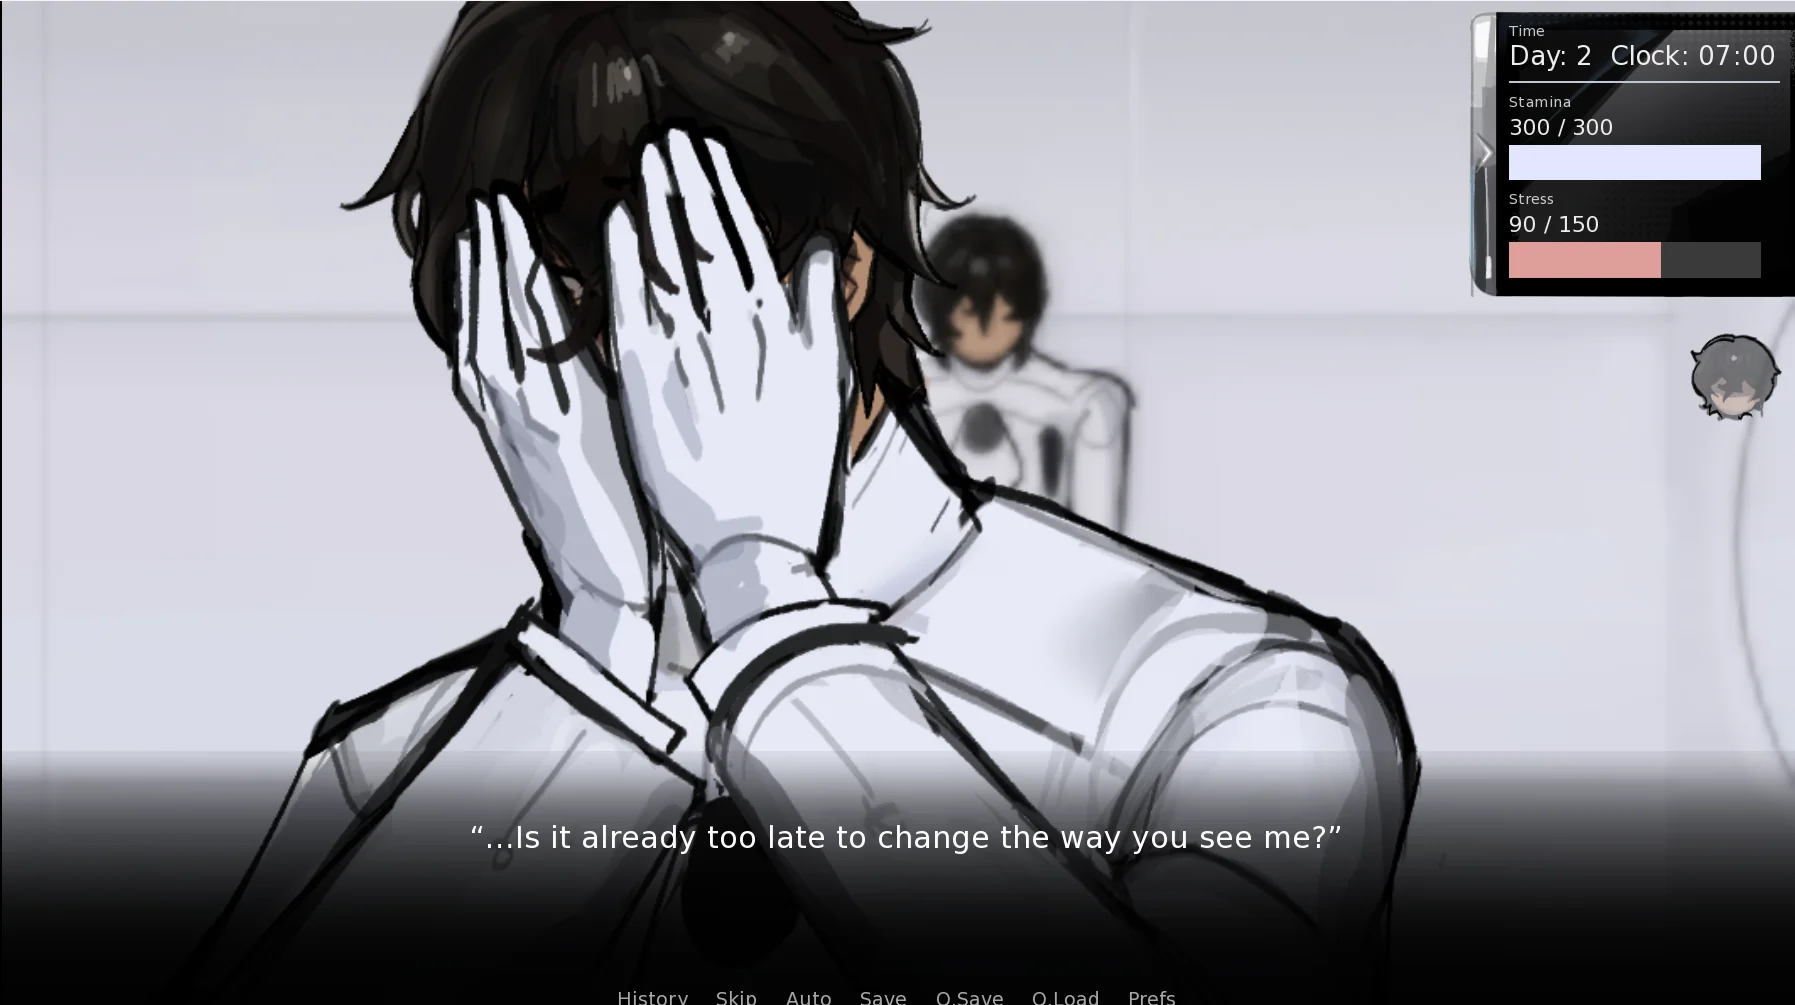 Time
Day: 2 Clock: 07:00
Stamina
300 / 300
Stress
90 / 150
“...Is it already too late to change the way you see me?”
History Skip Auto Save Q.Save Q.Load Prefs